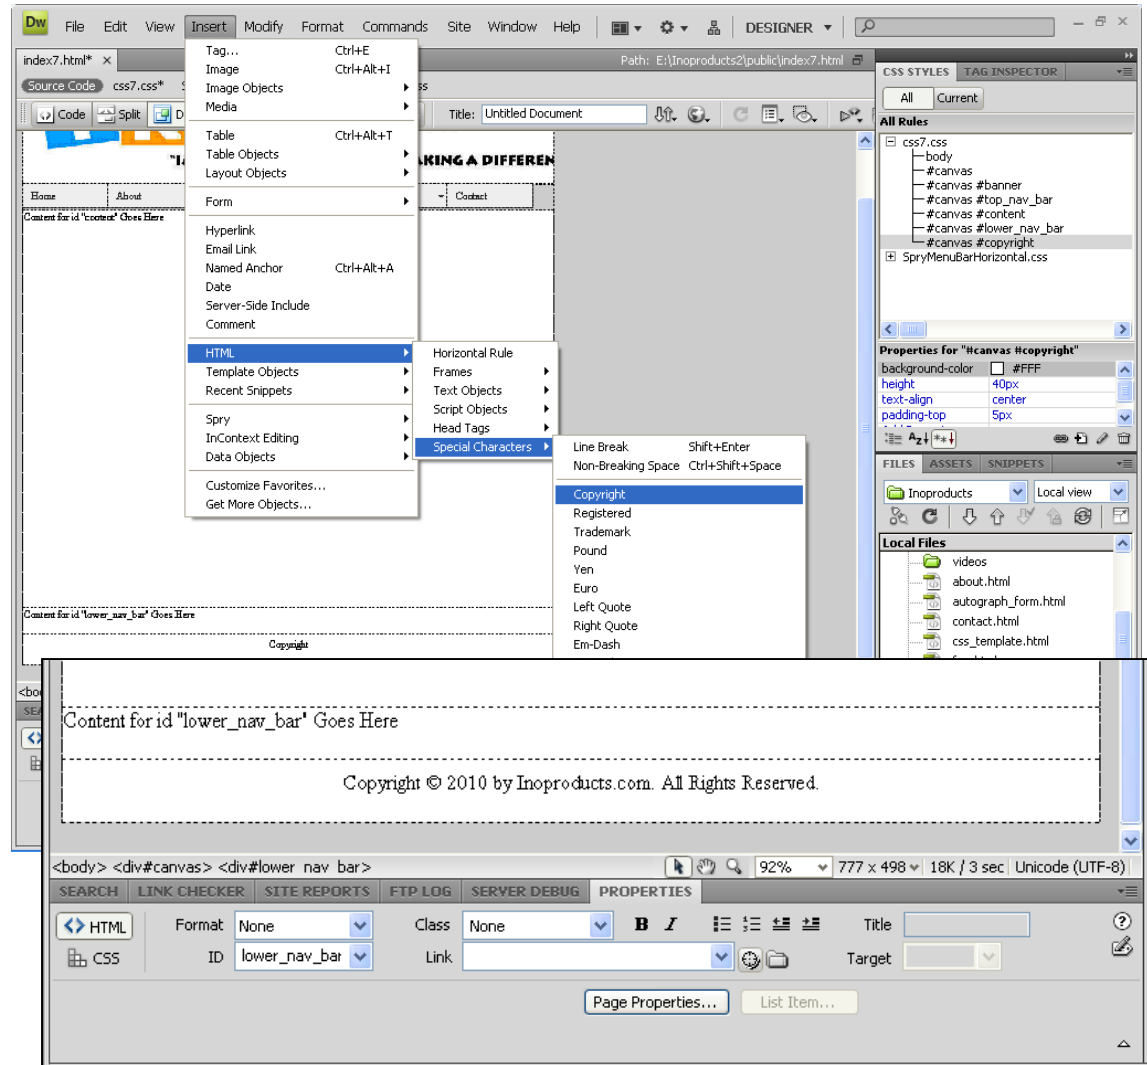 Dw File Edit View Insert Modify Format Commands Site Window Help DESIGNER
index7.html* × Path: E:\Inoproducts2\public\index7.html
Source Code css7.css* ss
Code Split D Title: Untitled Document
"I AKING A DIFFEREN
Home About Contact
Content for id "content" Goes Here
Tag... Ctrl+E
Image Ctrl+Alt+I
Image Objects
Media
Table Ctrl+Alt+T
Table Objects
Layout Objects
Form
Hyperlink
Email Link
Named Anchor Ctrl+Alt+A
Date
Server-Side Include
Comment
HTML
Template Objects
Recent Snippets
Spry
InContext Editing
Data Objects
Customize Favorites...
Get More Objects...
Horizontal Rule
Frames
Text Objects
Script Objects
Head Tags
Special Characters
Line Break Shift+Enter
Non-Breaking Space Ctrl+Shift+Space
Copyright
Registered
Trademark
Pound
Yen
Euro
Left Quote
Right Quote
Em-Dash
Content for id "lower_nav_bar" Goes Here
Copyright
<bo
SEA
CSS STYLES TAG INSPECTOR
All Current
All Rules
css7.css
body
#canvas
#canvas #banner
#canvas #top_nav_bar
#canvas #content
#canvas #lower_nav_bar
#canvas #copyright
SpryMenuBarHorizontal.css
Properties for "#canvas #copyright"
background-color #FFF
height 40px
text-align center
padding-top 5px
FILES ASSETS SNIPPETS
Inoproducts Local view
Local Files
videos
about.html
autograph_form.html
contact.html
css_template.html
Content for id "lower_nav_bar" Goes Here
Copyright © 2010 by Inoproducts.com. All Rights Reserved.
<body> <div#canvas> <div#lower_nav_bar> 92% 777 x 498 18K / 3 sec Unicode (UTF-8)
SEARCH LINK CHECKER SITE REPORTS FTP LOG SERVER DEBUG PROPERTIES
<> HTML Format None Class None B I Title
CSS ID lower_nav_bar Link Target
Page Properties... List Item...